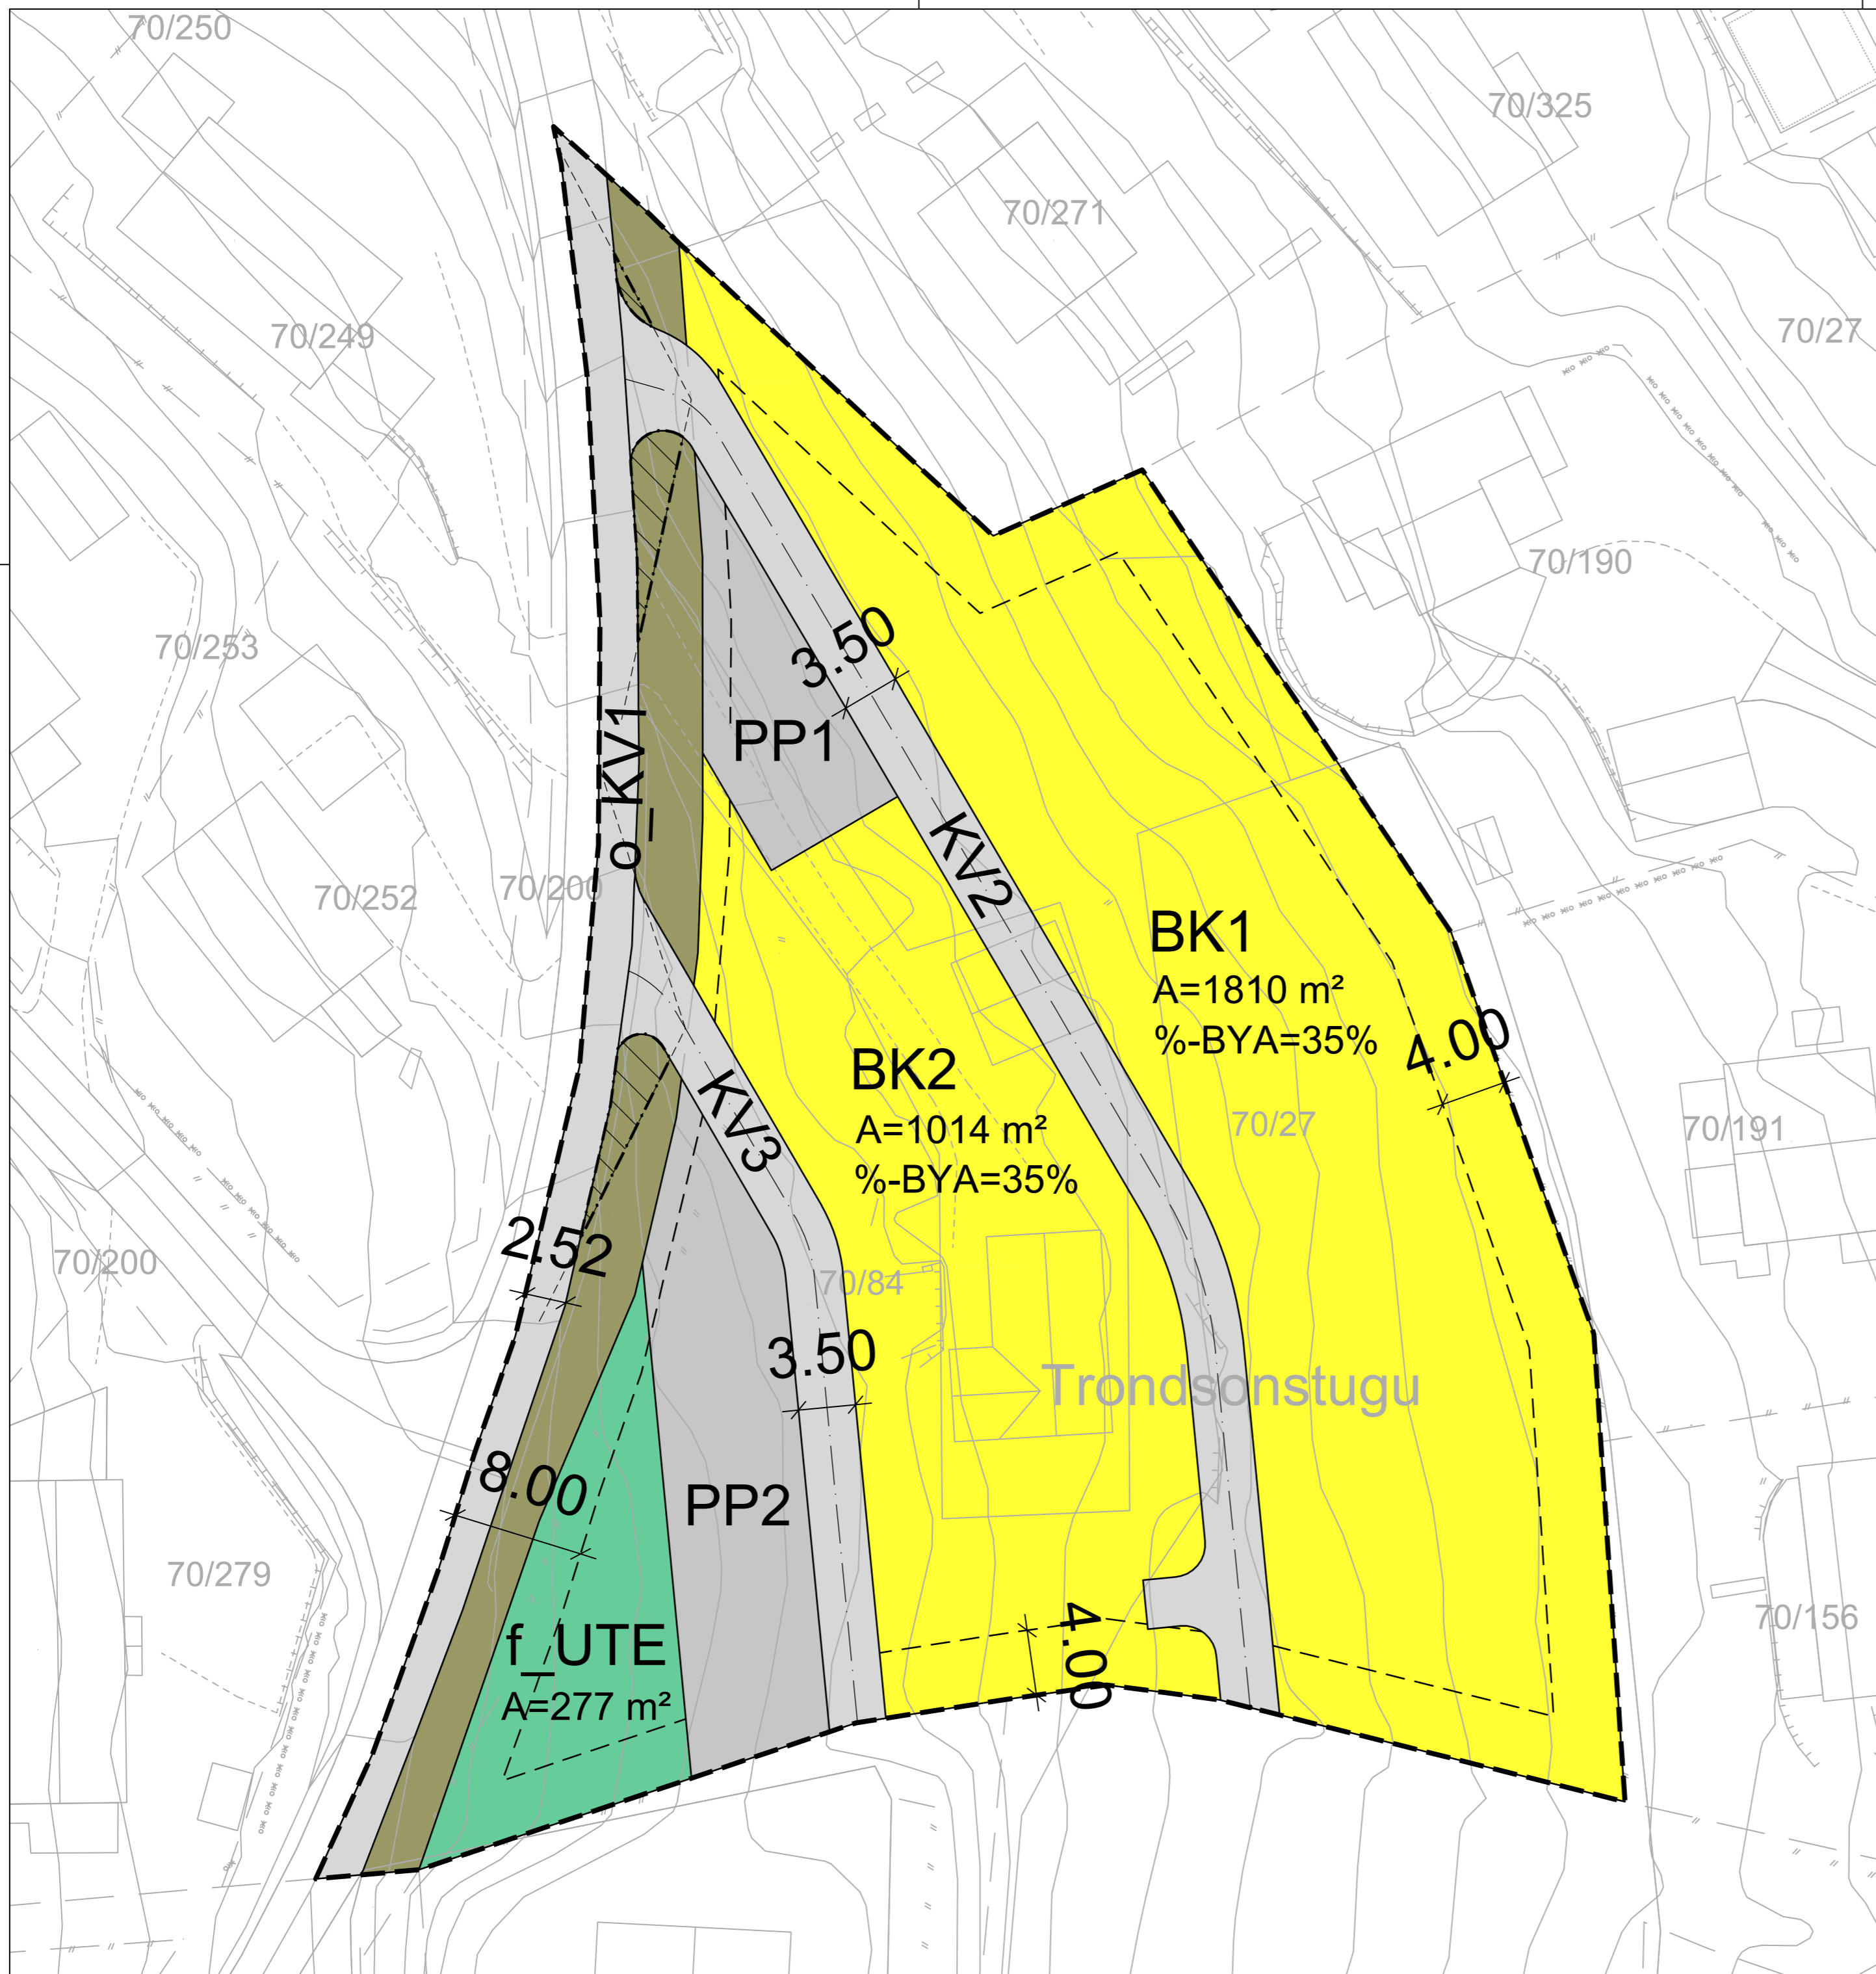 70/250
70/325
70/271
70/249
70/27
70/190
3.50
70/253
PP1
o_KV1
KV2
70/252
70/200
BK1
A=1810 m²
%-BYA=35%
4.00
BK2
A=1014 m²
%-BYA=35%
KV3
70/27
70/191
2.52
70/200
70/84
3.50
Trondsonstugu
8.00
PP2
70/279
f_UTE
A=277 m²
4.00
70/156